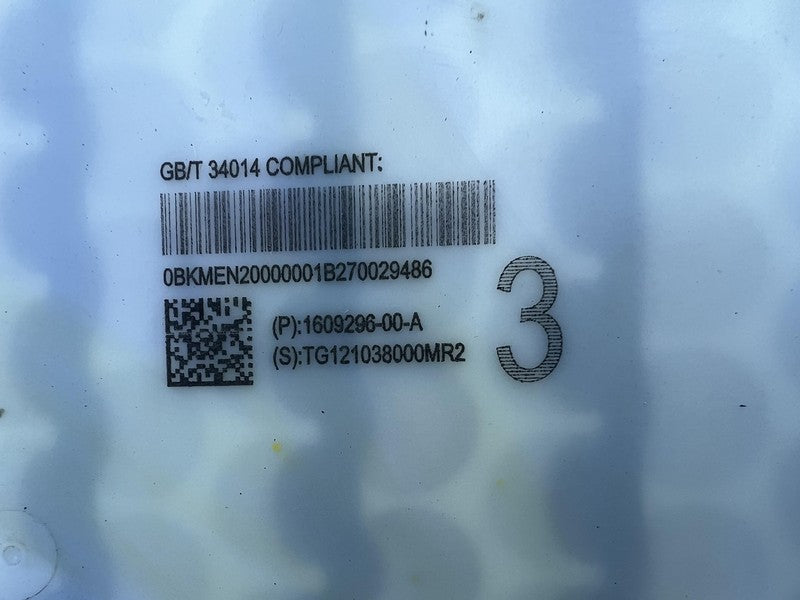 GB/T 34014 COMPLIANT:
0BKMEN20000001B270029486
(P):1609296-00-A
(S):TG121038000MR2
3